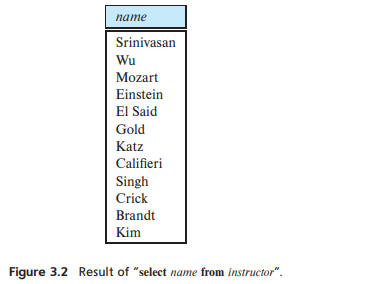 name
Srinivasan
Wu
Mozart
Einstein
El Said
Gold
Katz
Califieri
Singh
Crick
Brandt
Kim
Figure 3.2 Result of "select name from instructor".